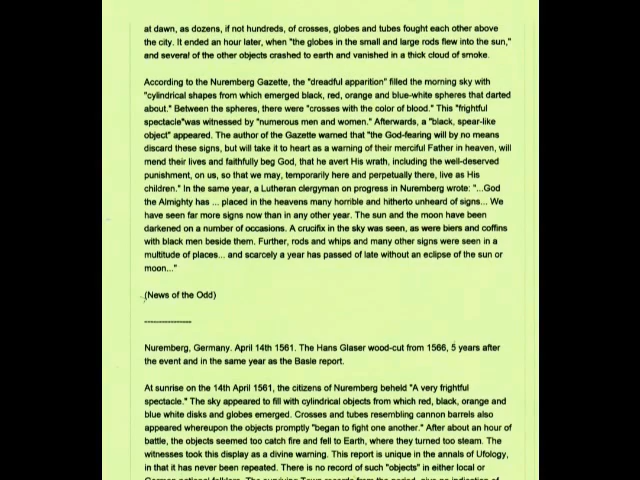 at dawn, as dozens, if not hundreds, of crosses, globes and tubes fought each other above
the city. It ended an hour later, when "the globes in the small and large rods flew into the sun,"
and several of the other objects crashed to earth and vanished in a thick cloud of smoke.
According to the Nuremberg Gazette, the "dreadful apparition" filled the morning sky with
"cylindrical shapes from which emerged black, red, orange and blue-white spheres that darted
about." Between the spheres, there were "crosses with the color of blood." This "frightful
spectacle"was witnessed by "numerous men and women." Afterwards, a "black, spear-like
object" appeared. The author of the Gazette warned that "the God-fearing will by no means
discard these signs, but will take it to heart as a warning of their merciful Father in heaven, will
mend their lives and faithfully beg God, that he avert His wrath, including the well-deserved
punishment, on us, so that we may, temporarily here and perpetually there, live as His
children." In the same year, a Lutheran clergyman on progress in Nuremberg wrote: "...God
the Almighty has ... placed in the heavens many horrible and hitherto unheard of signs... We
have seen far more signs now than in any other year. The sun and the moon have been
darkened on a number of occasions. A crucifix in the sky was seen, as were biers and coffins
with black men beside them. Further, rods and whips and many other signs were seen in a
multitude of places... and scarcely a year has passed of late without an eclipse of the sun or
moon..."
(News of the Odd)
----------------
Nuremberg, Germany. April 14th 1561. The Hans Glaser wood-cut from 1566, 5 years after
the event and in the same year as the Basle report.
At sunrise on the 14th April 1561, the citizens of Nuremberg beheld "A very frightful
spectacle." The sky appeared to fill with cylindrical objects from which red, black, orange and
blue white disks and globes emerged. Crosses and tubes resembling cannon barrels also
appeared whereupon the objects promptly "began to fight one another." After about an hour of
battle, the objects seemed too catch fire and fell to Earth, where they turned too steam. The
witnesses took this display as a divine warning. This report is unique in the annals of Ufology,
in that it has never been repeated. There is no record of such "objects" in either local or
German national folklore. The surviving Town records from the period, give no indication of